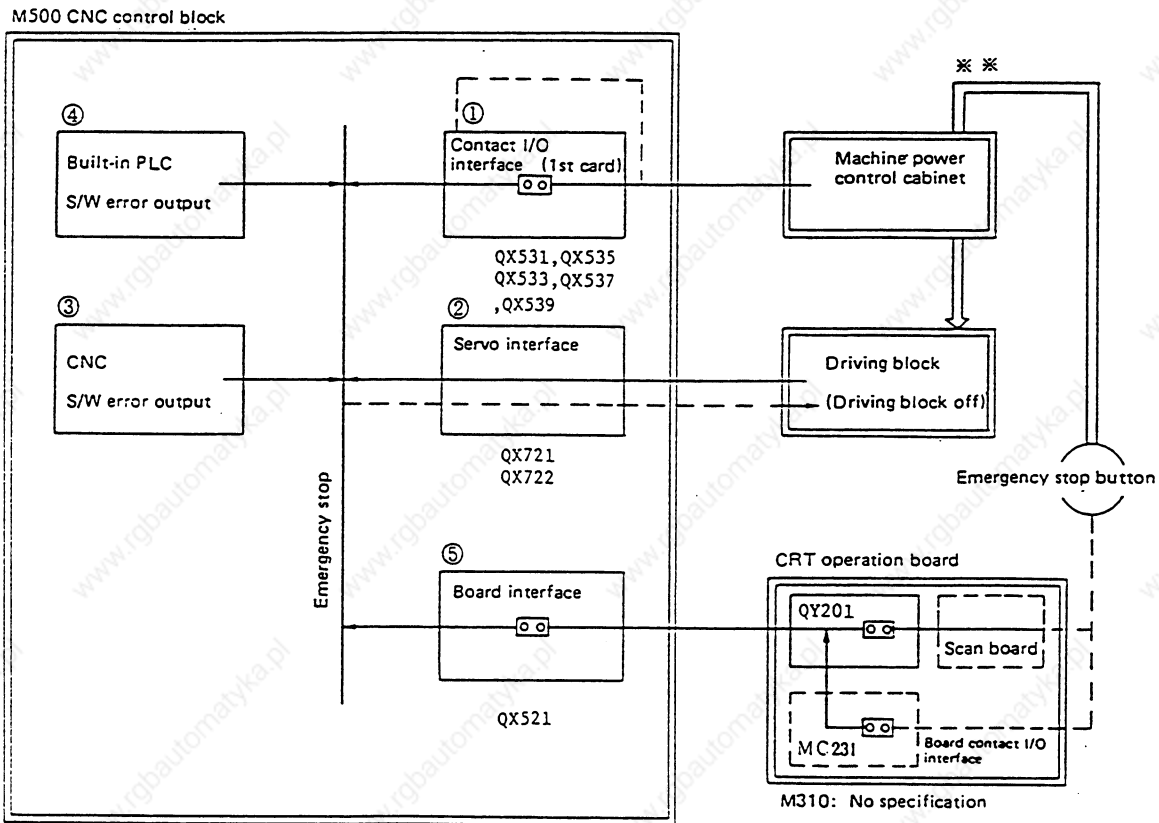 M500 CNC control block
※ ※
④
Built-in PLC
S/W error output
①
Contact I/O
interface (1st card)
Machine power
control cabinet
QX531,QX535
QX533,QX537
,QX539
③
CNC
S/W error output
②
Servo interface
Driving block
(Driving block off)
QX721
QX722
Emergency stop button
Emergency stop
⑤
Board interface
QX521
CRT operation board
QY201
Scan board
MC231
Board contact I/O
interface
M310: No specification
www.rgbautomatyka.pl